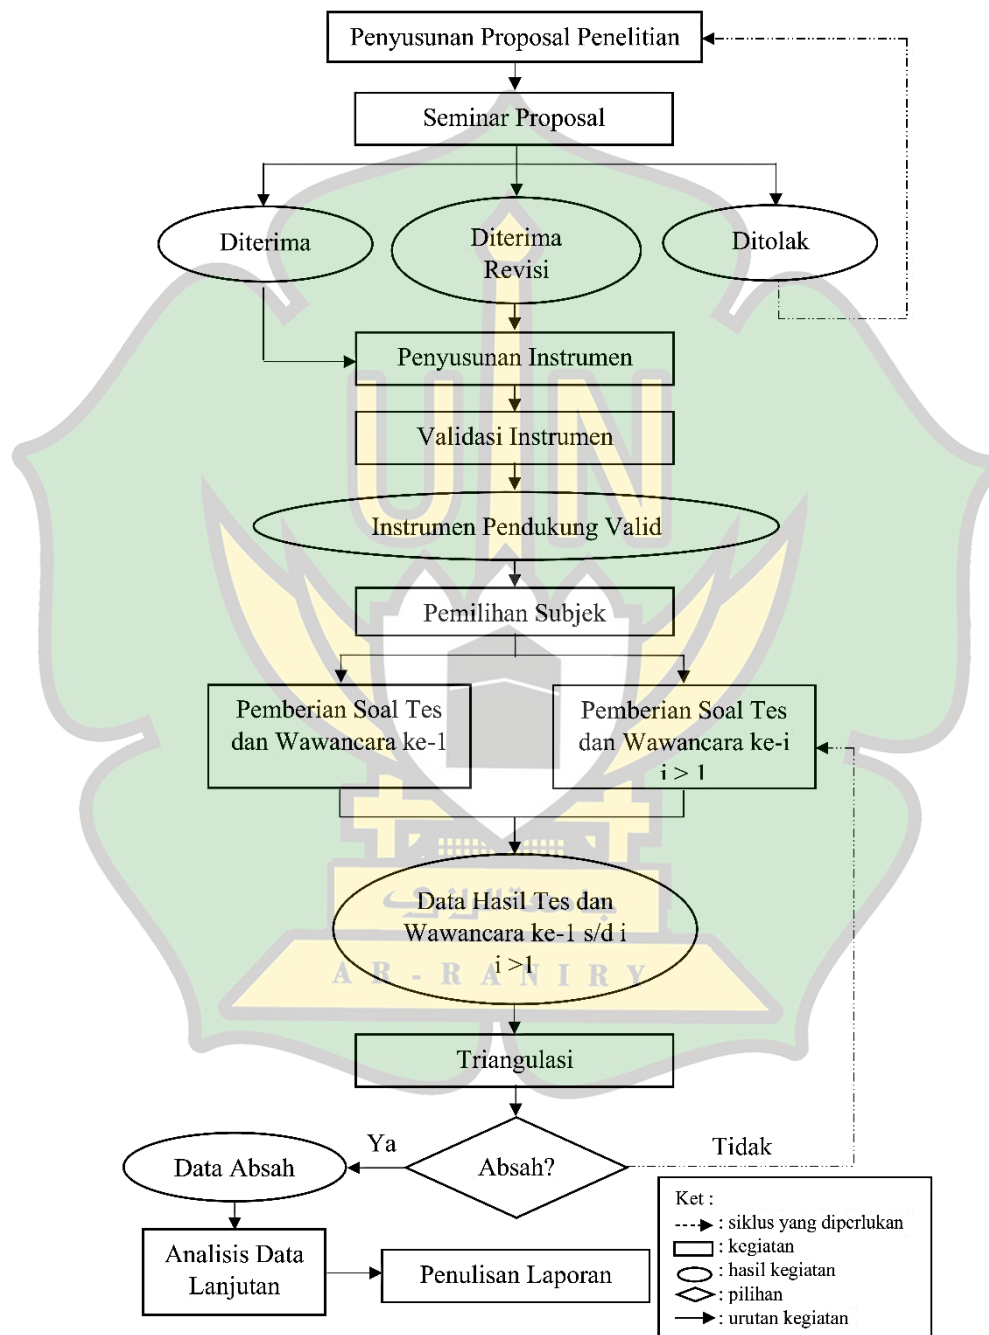 Penyusunan Proposal Penelitian
Seminar Proposal
Diterima
Diterima
Revisi
Ditolak
Penyusunan Instrumen
UIN
Validasi Instrumen
Instrumen Pendukung Valid
Pemilihan Subjek
Pemberian Soal Tes
dan Wawancara ke-1
Pemberian Soal Tes
dan Wawancara ke-i
i > 1
جامعة الرانري
Data Hasil Tes dan
Wawancara ke-1 s/d i
i >1
AR-RANIRY
Triangulasi
Absah?
Ya
Tidak
Data Absah
Analisis Data
Lanjutan
Penulisan Laporan
Ket :
: siklus yang diperlukan
: kegiatan
: hasil kegiatan
: pilihan
: urutan kegiatan